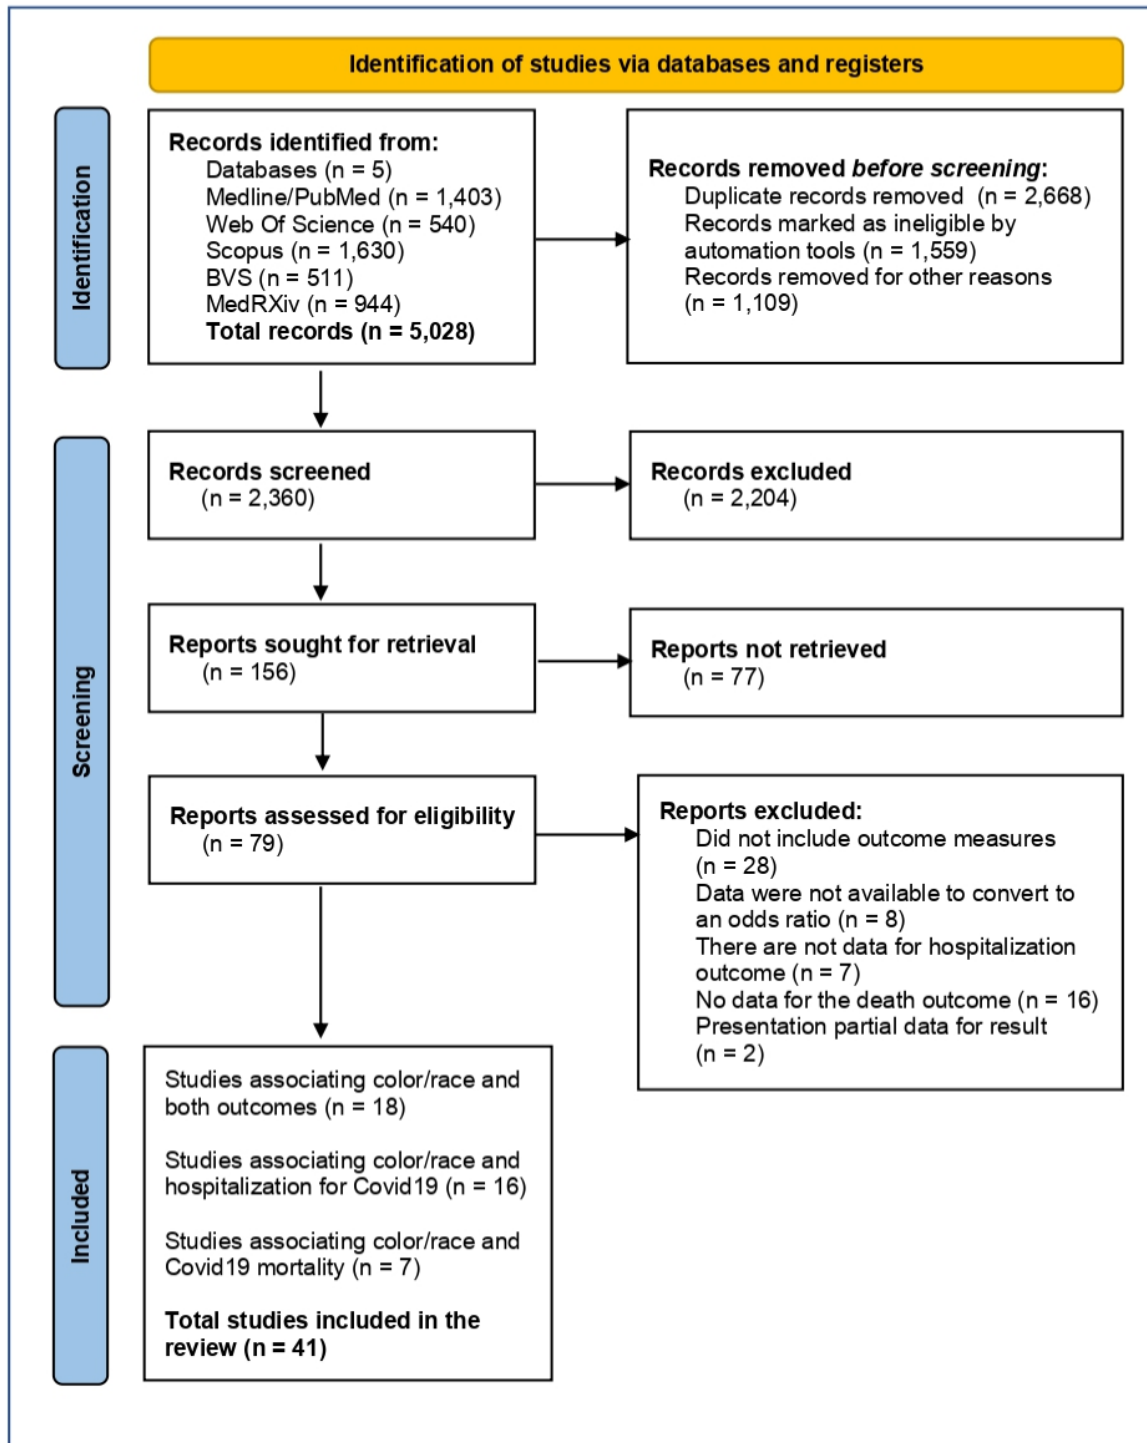 Identification of studies via databases and registers
Identification
Records identified from:
Databases (n = 5)
Medline/PubMed (n = 1,403)
Web Of Science (n = 540)
Scopus (n = 1,630)
BVS (n = 511)
MedRXiv (n = 944)
Total records (n = 5,028)
Records removed before screening:
Duplicate records removed (n = 2,668)
Records marked as ineligible by
automation tools (n = 1,559)
Records removed for other reasons
(n = 1,109)
Screening
Records screened
(n = 2,360)
Records excluded
(n = 2,204)
Reports sought for retrieval
(n = 156)
Reports not retrieved
(n = 77)
Reports assessed for eligibility
(n = 79)
Reports excluded:
Did not include outcome measures
(n = 28)
Data were not available to convert to
an odds ratio (n = 8)
There are not data for hospitalization
outcome (n = 7)
No data for the death outcome (n = 16)
Presentation partial data for result
(n = 2)
Included
Studies associating color/race and
both outcomes (n = 18)
Studies associating color/race and
hospitalization for Covid19 (n = 16)
Studies associating color/race and
Covid19 mortality (n = 7)
Total studies included in the
review (n = 41)